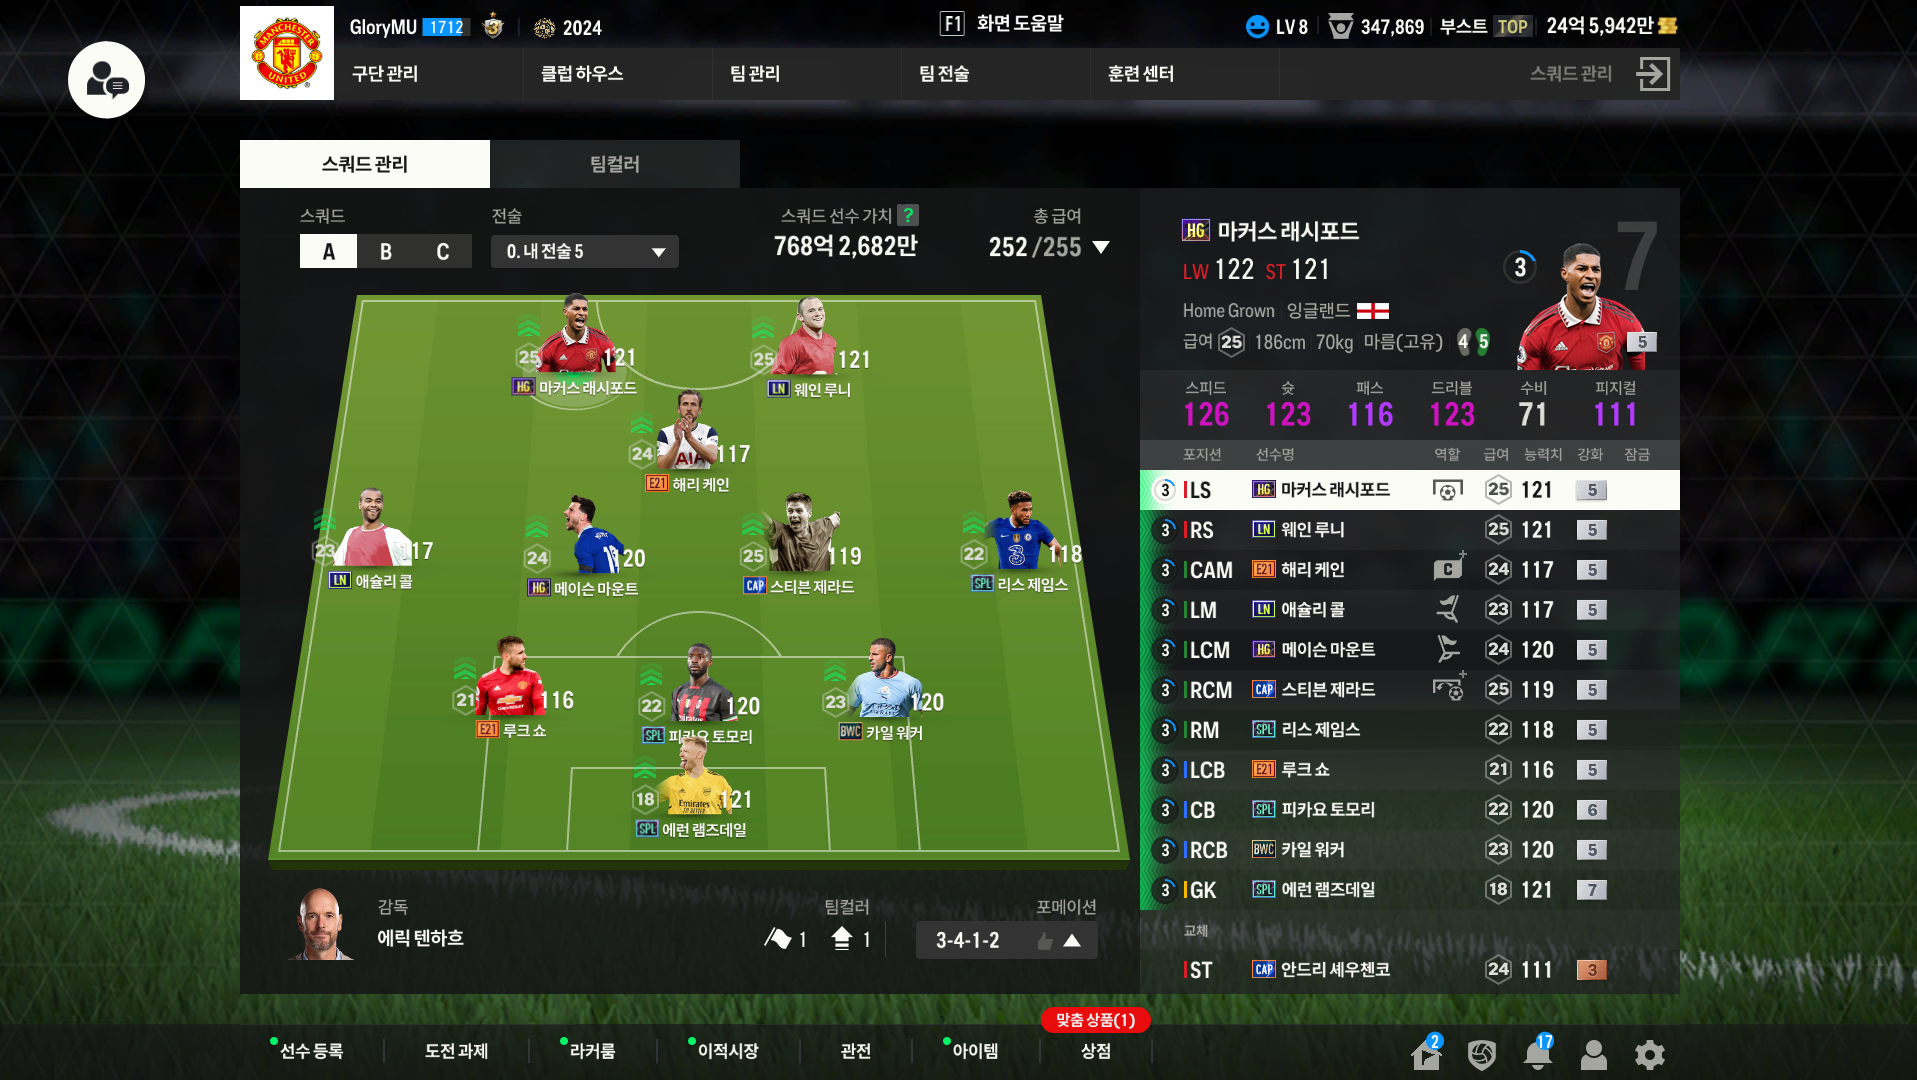 GloryMU 1712 3 2024
F1 화면 도움말
LV 8 347,869 부스트 TOP 24억 5,942만
MANCHESTER UNITED
구단 관리 클럽 하우스 팀 관리 팀 전술 훈련 센터 스쿼드 관리
스쿼드 관리 팀컬러
스쿼드 전술 스쿼드 선수 가치 ? 총 급여
A B C 0. 내 전술 5 768억 2,682만 252 /255
25 121
HG 마커스 래시포드
25 121
LN 웨인 루니
24 117
E21 해리 케인
23 117
LN 애슐리 콜
24 120
HG 메이슨 마운트
25 119
CAP 스티븐 제라드
22 118
SPL 리스 제임스
21 116
E21 루크 쇼
22 120
SPL 피카요 토모리
23 120
BWC 카일 워커
18 121
SPL 에런 램즈데일
감독 팀컬러 포메이션
에릭 텐하흐 1 1 3-4-1-2
HG 마커스 래시포드 7
LW 122 ST 121 3
Home Grown 잉글랜드
급여 25 186cm 70kg 마름(고유) 4 5 5
스피드 슛 패스 드리블 수비 피지컬
126 123 116 123 71 111
포지션 선수명 역할 급여 능력치 강화 잠금
3 LS HG 마커스 래시포드 25 121 5
3 RS LN 웨인 루니 25 121 5
3 CAM E21 해리 케인 C 24 117 5
3 LM LN 애슐리 콜 23 117 5
3 LCM HG 메이슨 마운트 24 120 5
3 RCM CAP 스티븐 제라드 25 119 5
3 RM SPL 리스 제임스 22 118 5
3 LCB E21 루크 쇼 21 116 5
3 CB SPL 피카요 토모리 22 120 6
3 RCB BWC 카일 워커 23 120 5
3 GK SPL 에런 램즈데일 18 121 7
교체
ST CAP 안드리 셰우첸코 24 111 3
맞춤 상품(1)
선수 등록 도전 과제 라커룸 이적시장 관전 아이템 상점 2 17